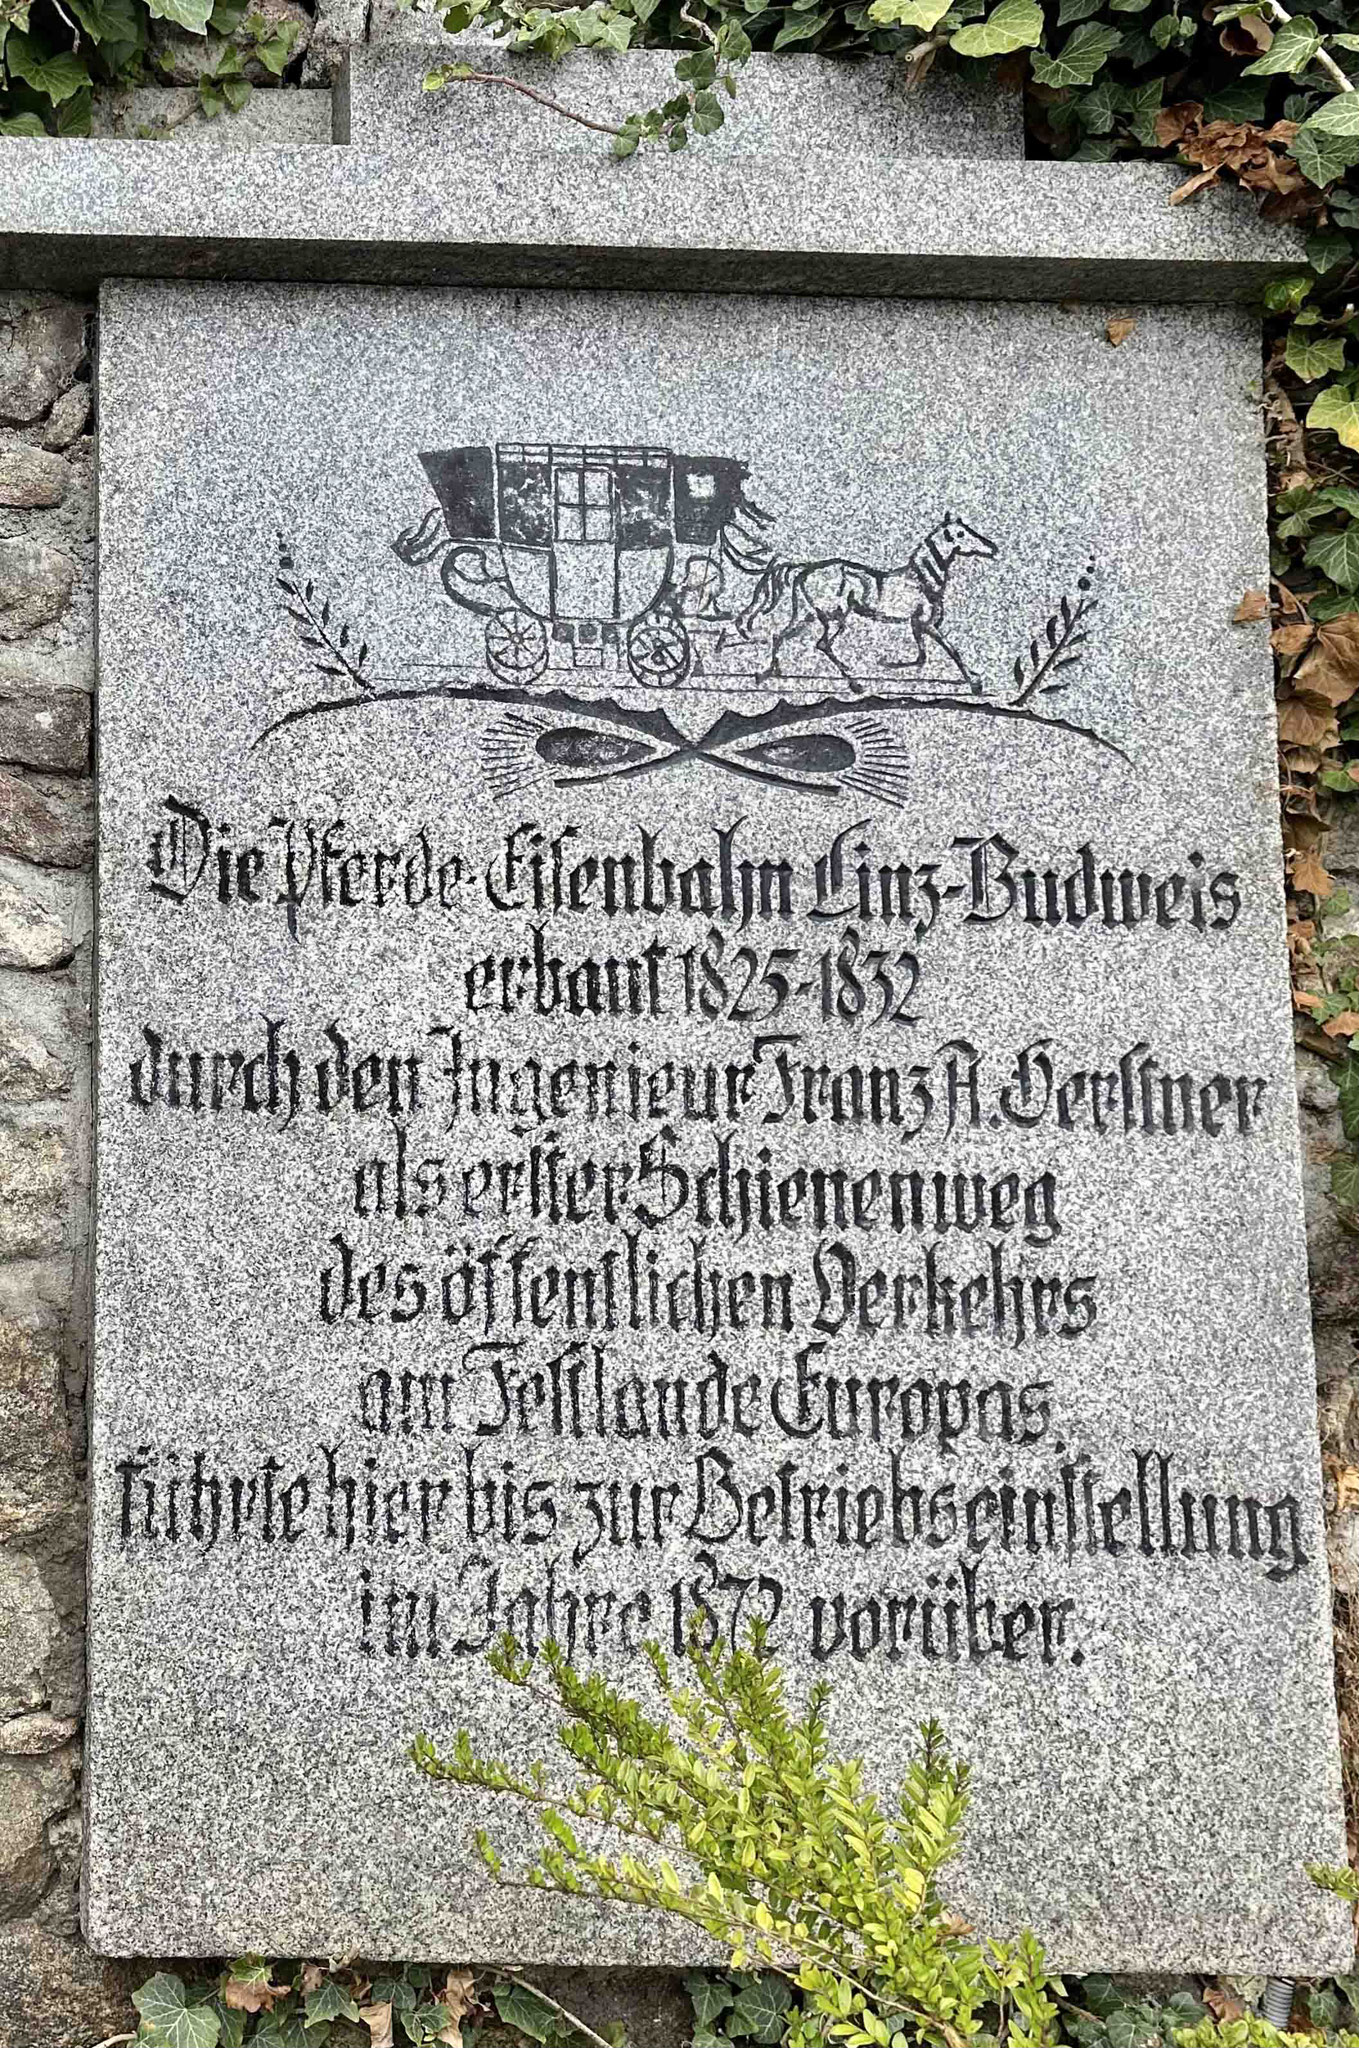 Die Pferde-Eisenbahn Linz-Budweis
erbaut 1825-1832
durch den Ingenieur Franz A. Gerstner
als erster Schienenweg
des öffentlichen Verkehrs
am Festlande Europas.
führte hier bis zur Betriebseinstellung
im Jahre 1872 vorüber.